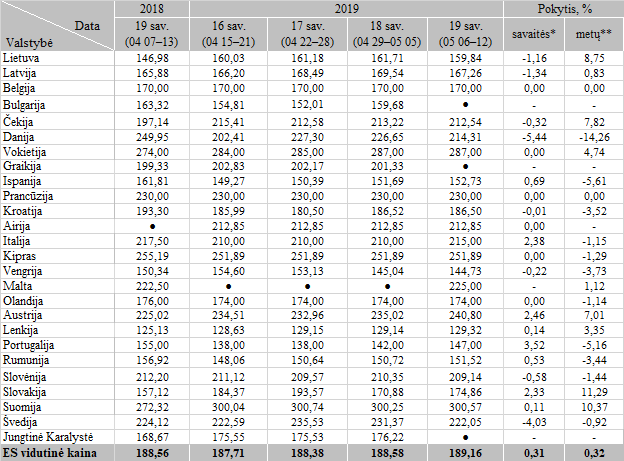 Data 2018 2019 Pokytis, %
Valstybė 19 sav. (04 07–13) 16 sav. (04 15–21) 17 sav. (04 22–28) 18 sav. (04 29–05 05) 19 sav. (05 06–12) savaitės* metų**
Lietuva 146,98 160,03 161,18 161,71 159,84 -1,16 8,75
Latvija 165,88 166,20 168,49 169,54 167,26 -1,34 0,83
Belgija 170,00 170,00 170,00 170,00 170,00 0,00 0,00
Bulgarija 163,32 154,81 152,01 159,68 ● - -
Čekija 197,14 215,41 212,58 213,22 212,54 -0,32 7,82
Danija 249,95 202,41 227,30 226,65 214,31 -5,44 -14,26
Vokietija 274,00 284,00 285,00 287,00 287,00 0,00 4,74
Graikija 199,33 202,83 202,17 201,33 ● - -
Ispanija 161,81 149,27 150,39 151,69 152,73 0,69 -5,61
Prancūzija 230,00 230,00 230,00 230,00 230,00 0,00 0,00
Kroatija 193,30 185,99 180,50 186,52 186,50 -0,01 -3,52
Airija ● 212,85 212,85 212,85 212,85 0,00 -
Italija 217,50 210,00 210,00 210,00 215,00 2,38 -1,15
Kipras 255,19 251,89 251,89 251,89 251,89 0,00 -1,29
Vengrija 150,34 154,60 153,13 145,04 144,73 -0,22 -3,73
Malta 222,50 ● ● ● 225,00 - 1,12
Olandija 176,00 174,00 174,00 174,00 174,00 0,00 -1,14
Austrija 225,02 234,51 232,96 235,02 240,80 2,46 7,01
Lenkija 125,13 128,63 129,15 129,14 129,32 0,14 3,35
Portugalija 155,00 138,00 138,00 142,00 147,00 3,52 -5,16
Rumunija 156,92 148,06 150,64 150,72 151,52 0,53 -3,44
Slovėnija 212,20 211,12 209,57 210,35 209,14 -0,58 -1,44
Slovakija 157,12 184,37 193,57 170,88 174,86 2,33 11,29
Suomija 272,32 300,04 300,74 300,25 300,57 0,11 10,37
Švedija 224,12 222,59 235,53 231,37 222,05 -4,03 -0,92
Jungtinė Karalystė 168,67 175,55 175,53 176,22 ● - -
ES vidutinė kaina 188,56 187,71 188,38 188,58 189,16 0,31 0,32